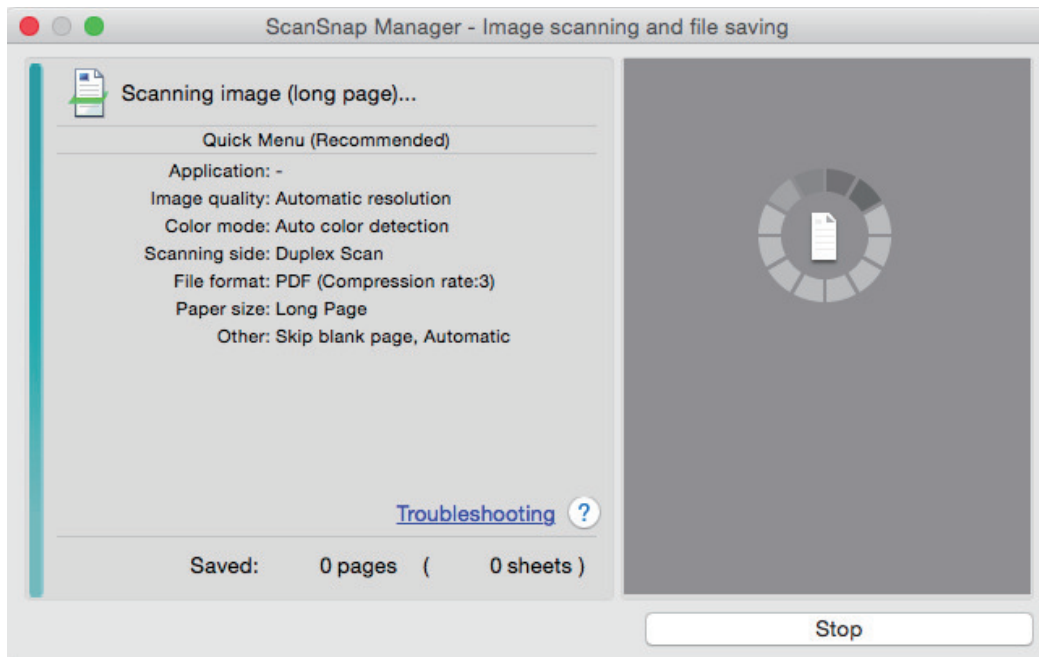 ScanSnap Manager - Image scanning and file saving
Scanning image (long page)...
Quick Menu (Recommended)
Application: -
Image quality: Automatic resolution
Color mode: Auto color detection
Scanning side: Duplex Scan
File format: PDF (Compression rate:3)
Paper size: Long Page
Other: Skip blank page, Automatic
Troubleshooting ?
Saved: 0 pages ( 0 sheets )
Stop